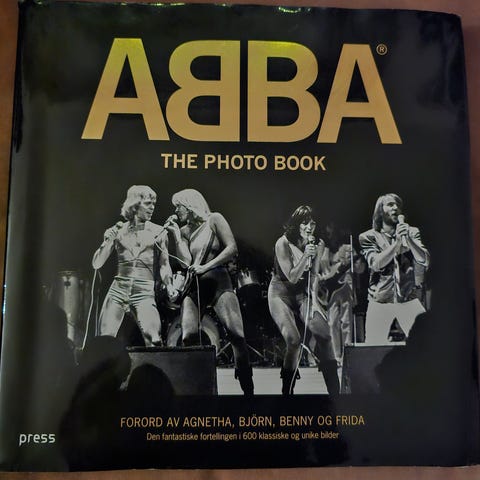 ABBA®
THE PHOTO BOOK
FORORD AV AGNETHA, BJÖRN, BENNY OG FRIDA
Den fantastiske fortellingen i 600 klassiske og unike bilder
press